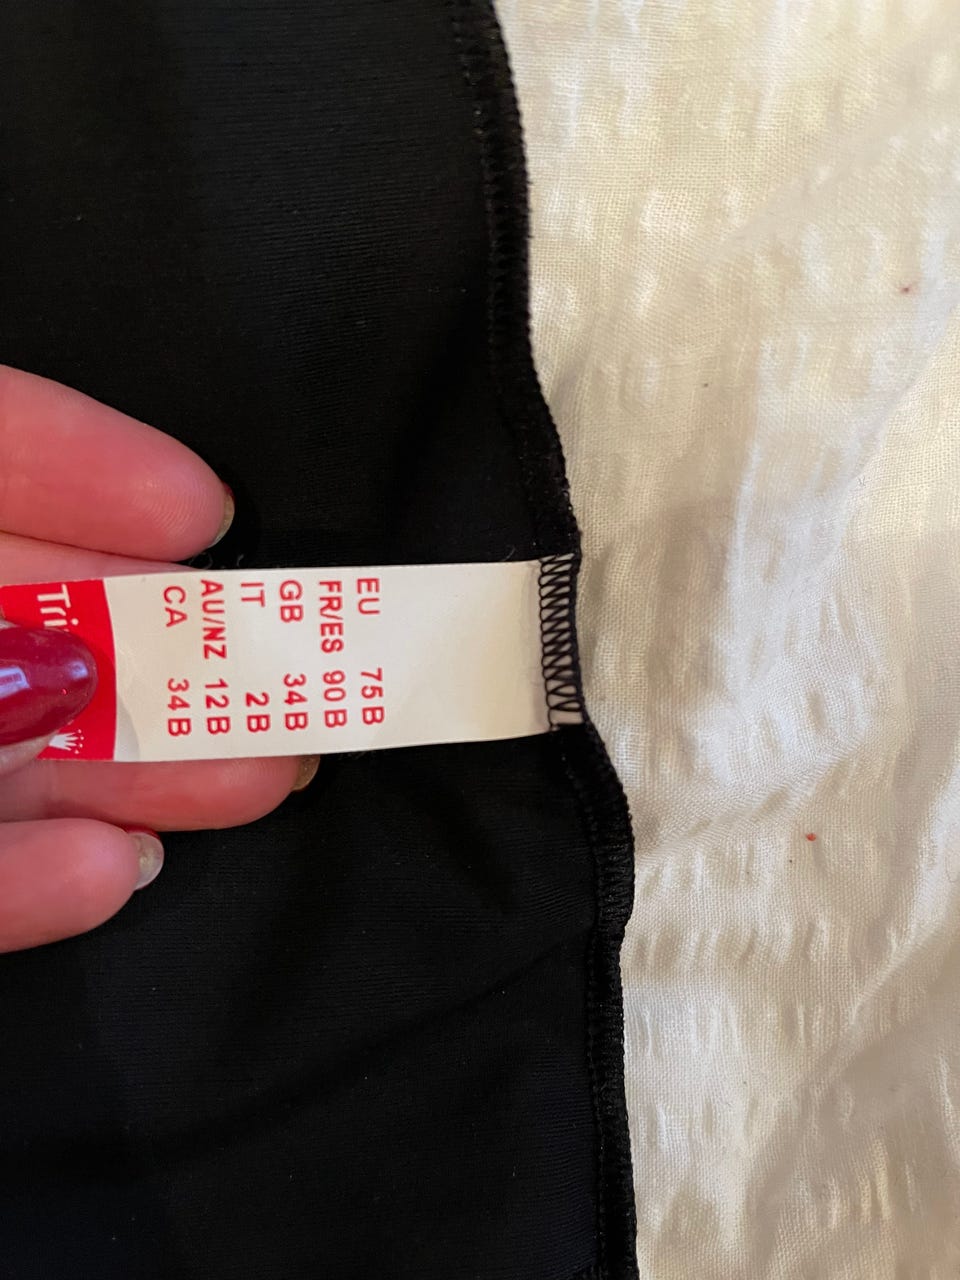 EU 75B
FR/ES 90B
GB 34B
IT 2B
AU/NZ 12B
CA 34B
Tri